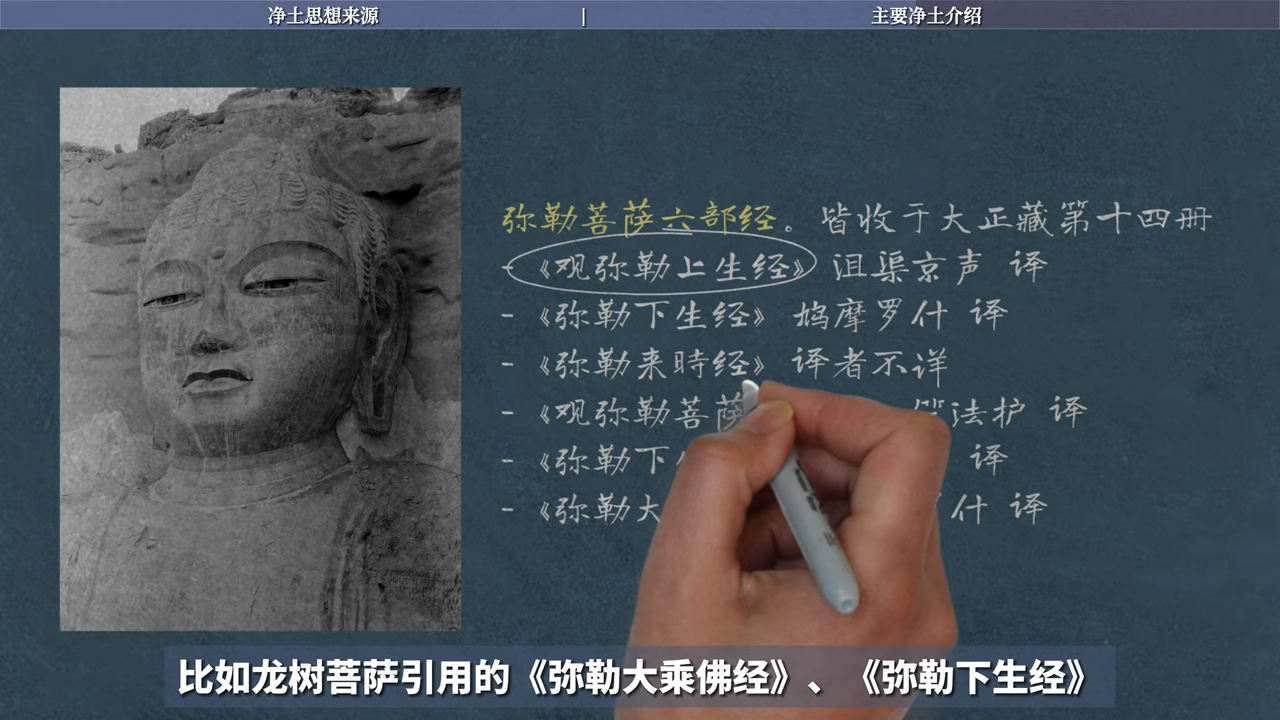 净土思想来源 | 主要净土介绍
弥勒菩萨六部经。皆收于大正藏第十四册
- 《观弥勒上生经》 沮渠京声 译
- 《弥勒下生经》 鸠摩罗什 译
- 《弥勒来時经》 译者不详
- 《观弥勒菩萨 法护 译
- 《弥勒下 译
- 《弥勒大 什 译
比如龙树菩萨引用的《弥勒大乘佛经》、《弥勒下生经》